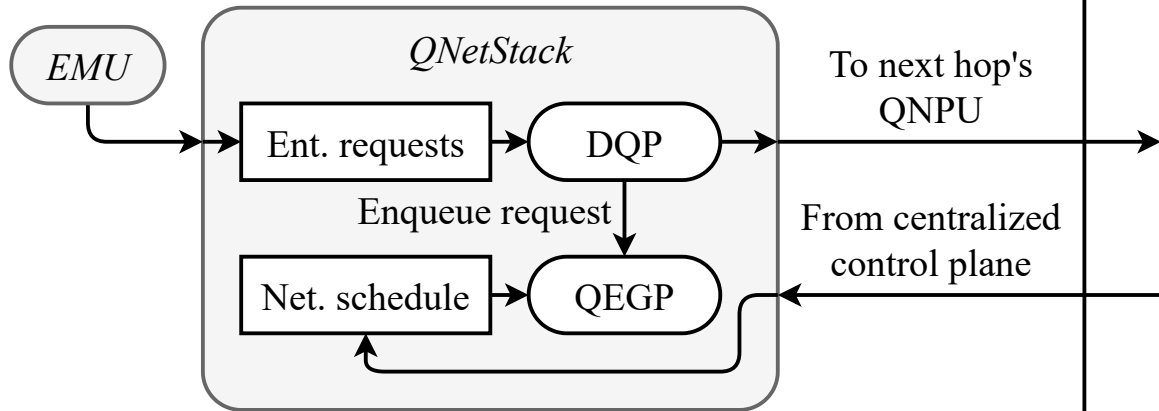 QNetStack
EMU
To next hop's
QNPU
Ent. requests
DQP
Enqueue request
From centralized
control plane
Net. schedule
QEGP